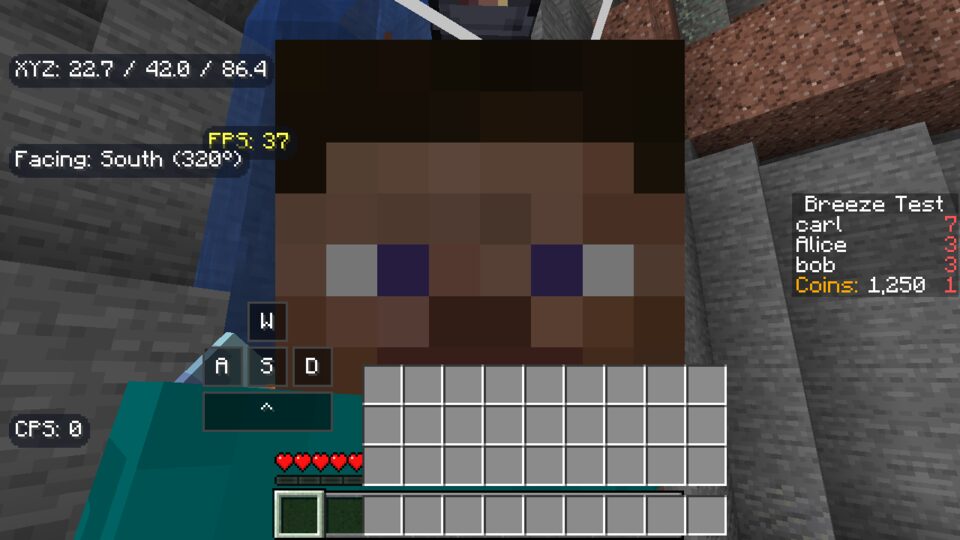 XYZ: 22.7 / 42.0 / 86.4
FPS: 37
Facing: South (320°)
Breeze Test
carl 7
Alice 3
bob 3
Coins: 1,250 1
W
A S D
^
CPS: 0